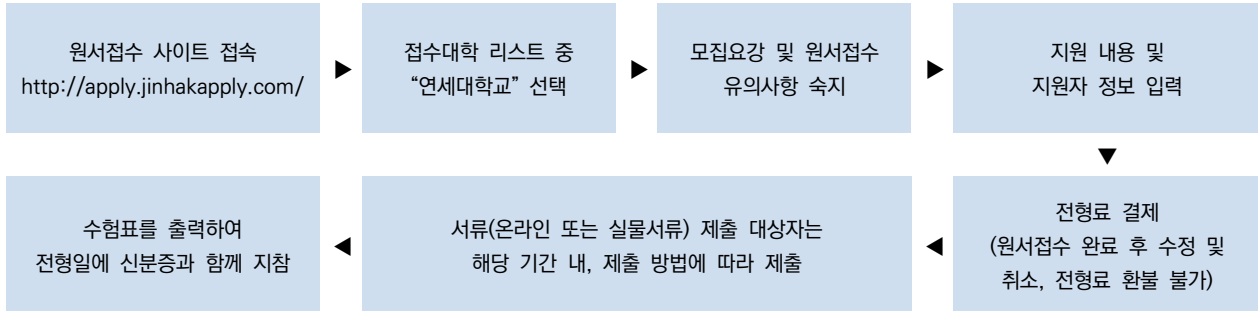 원서접수 사이트 접속
http://apply.jinhakapply.com/
▶
접수대학 리스트 중
“연세대학교” 선택
▶
모집요강 및 원서접수
유의사항 숙지
▶
지원 내용 및
지원자 정보 입력
▼
전형료 결제
(원서접수 완료 후 수정 및
취소, 전형료 환불 불가)
◀
서류(온라인 또는 실물서류) 제출 대상자는
해당 기간 내, 제출 방법에 따라 제출
◀
수험표를 출력하여
전형일에 신분증과 함께 지참